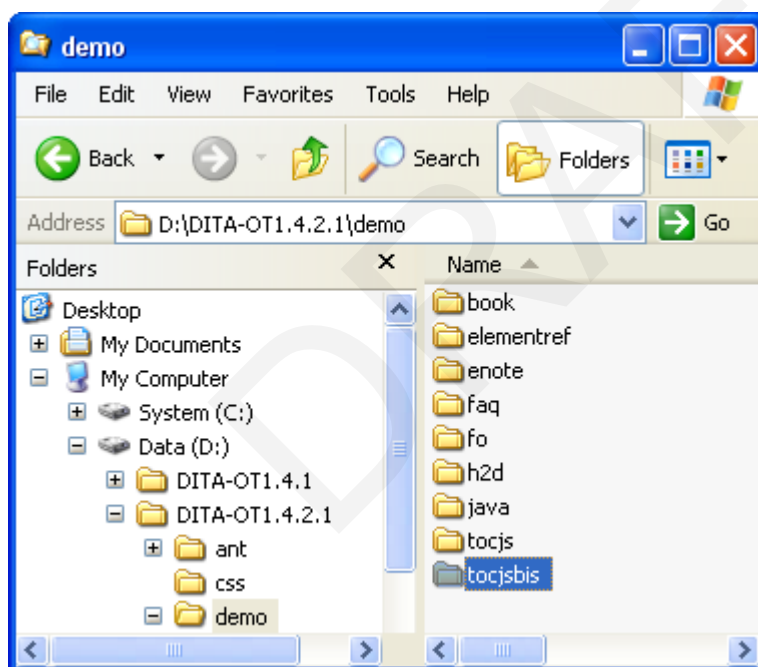 demo
File Edit View Favorites Tools Help
Back Search Folders
Address D:\DITA-OT1.4.2.1\demo Go
Folders
Desktop
My Documents
My Computer
System (C:)
Data (D:)
DITA-OT1.4.1
DITA-OT1.4.2.1
ant
css
demo
Name
book
elementref
enote
faq
fo
h2d
java
tocjs
tocjsbis